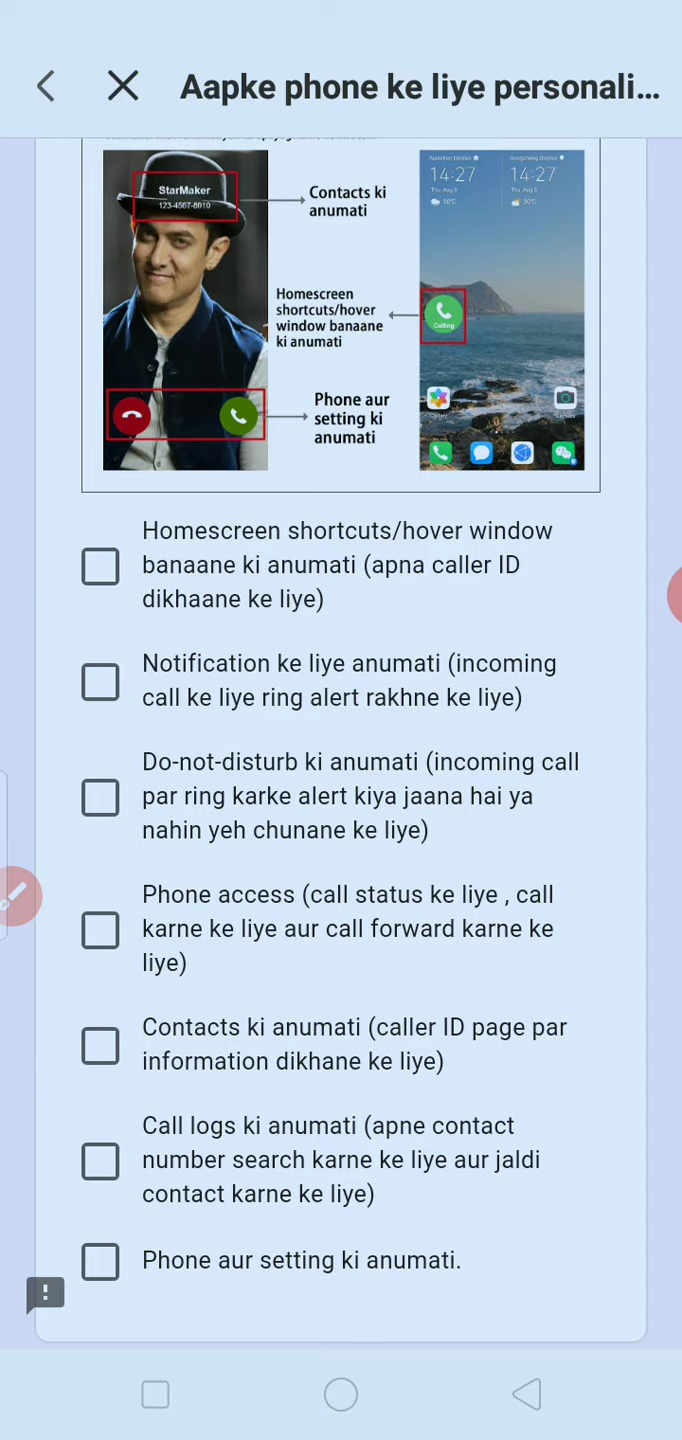 Aapke phone ke liye personali...
StarMaker
123-4567-8910
Contacts ki
anumati
Homescreen
shortcuts/hover
window banaane
ki anumati
Phone aur
setting ki
anumati
14:27
14:27
30°C
30°C
Calling
Homescreen shortcuts/hover window
banaane ki anumati (apna caller ID
dikhaane ke liye)
Notification ke liye anumati (incoming
call ke liye ring alert rakhne ke liye)
Do-not-disturb ki anumati (incoming call
par ring karke alert kiya jaana hai ya
nahin yeh chunane ke liye)
Phone access (call status ke liye , call
karne ke liye aur call forward karne ke
liye)
Contacts ki anumati (caller ID page par
information dikhane ke liye)
Call logs ki anumati (apne contact
number search karne ke liye aur jaldi
contact karne ke liye)
Phone aur setting ki anumati.